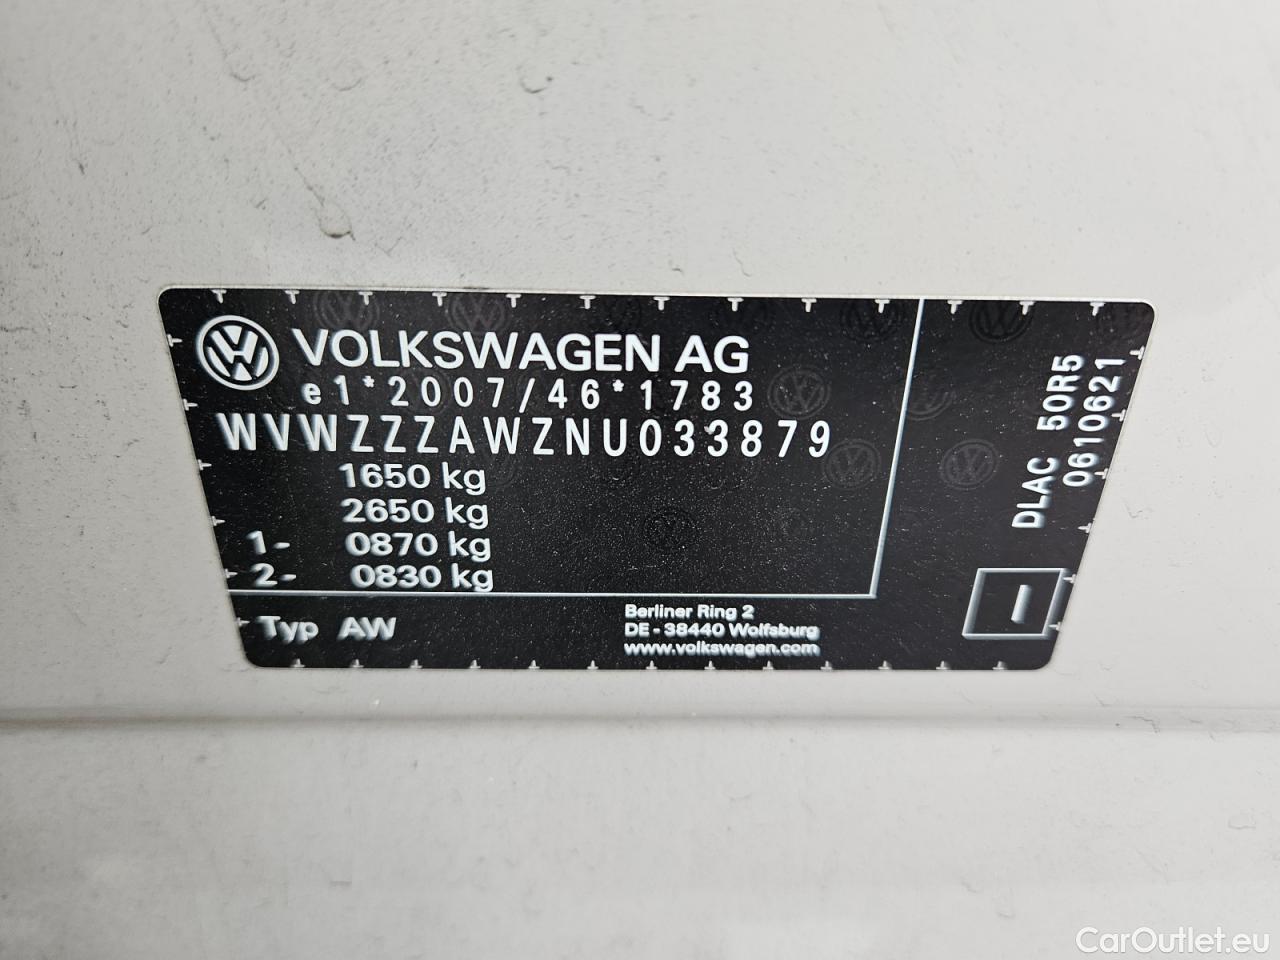 VOLKSWAGEN AG
e1*2007/46*1783
WVWZZZAWZNU033879
1650 kg
2650 kg
1- 0870 kg
2- 0830 kg
Typ AW
Berliner Ring 2
DE - 38440 Wolfsburg
www.volkswagen.com
DLAC 50R5
0610621
I
CarOutlet.eu